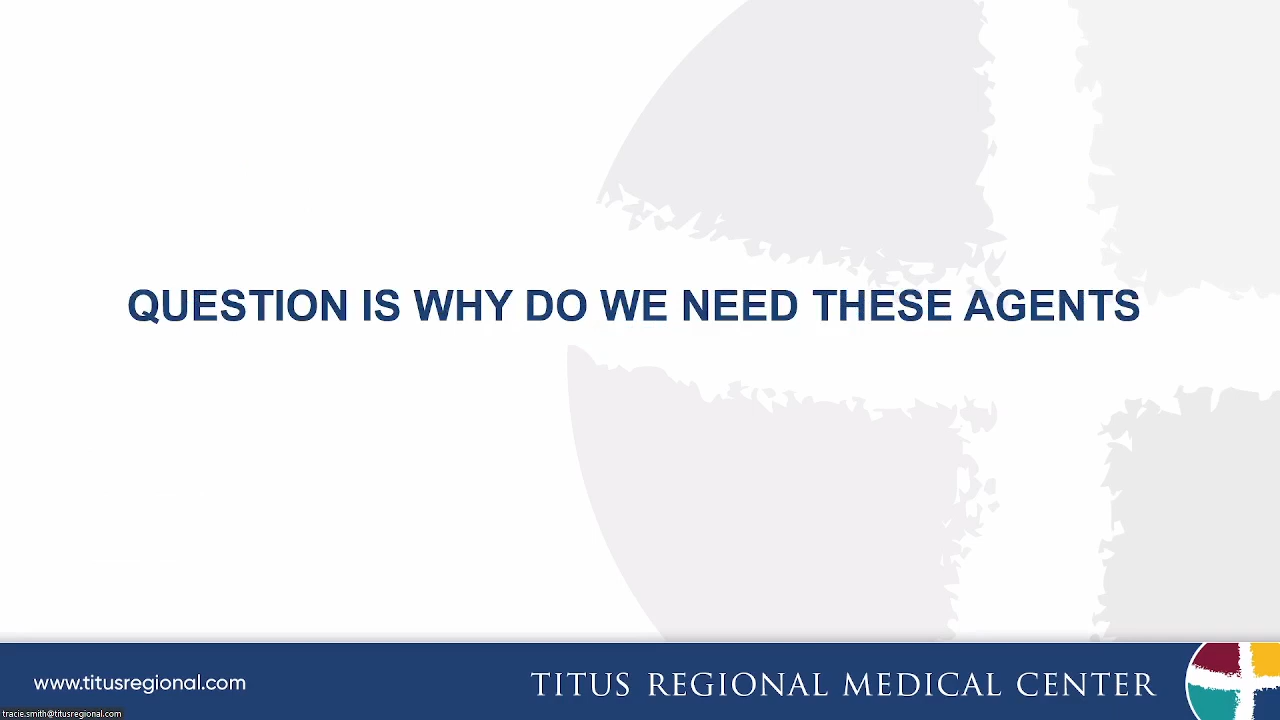 QUESTION IS WHY DO WE NEED THESE AGENTS
www.titusregional.com
TITUS REGIONAL MEDICAL CENTER
tracie.smith@titusregional.com